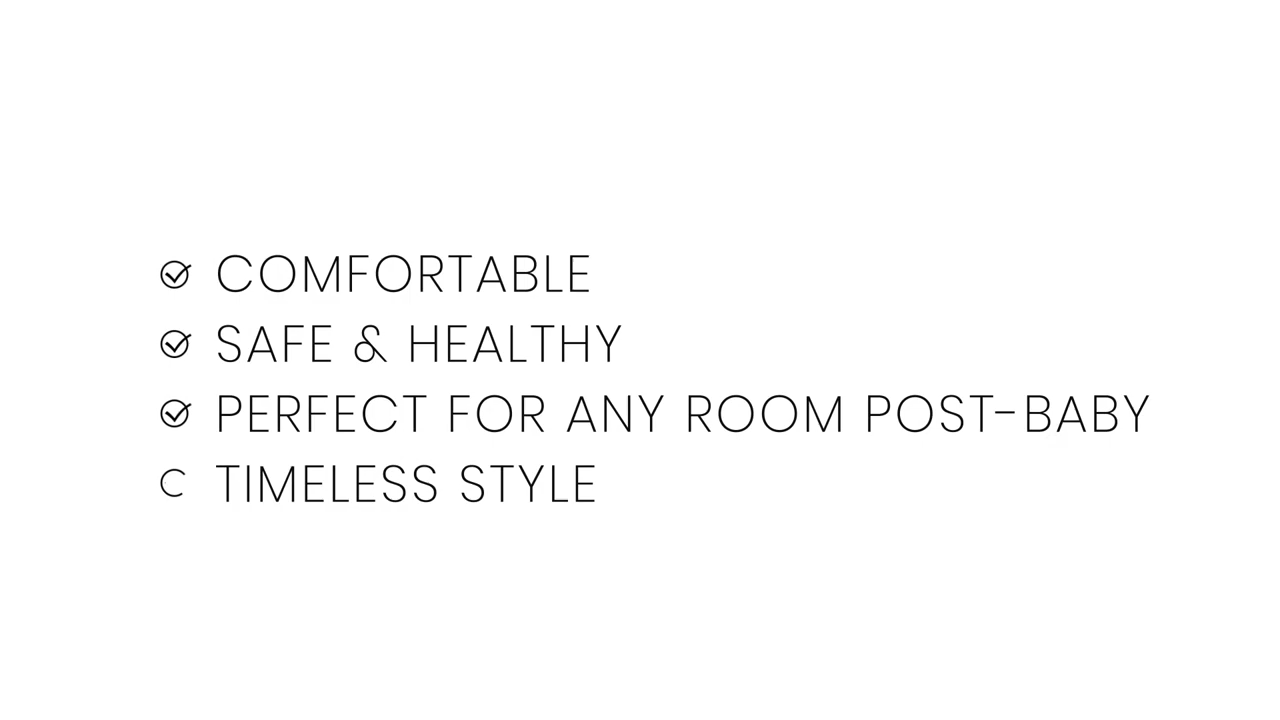 COMFORTABLE
SAFE & HEALTHY
PERFECT FOR ANY ROOM POST-BABY
TIMELESS STYLE